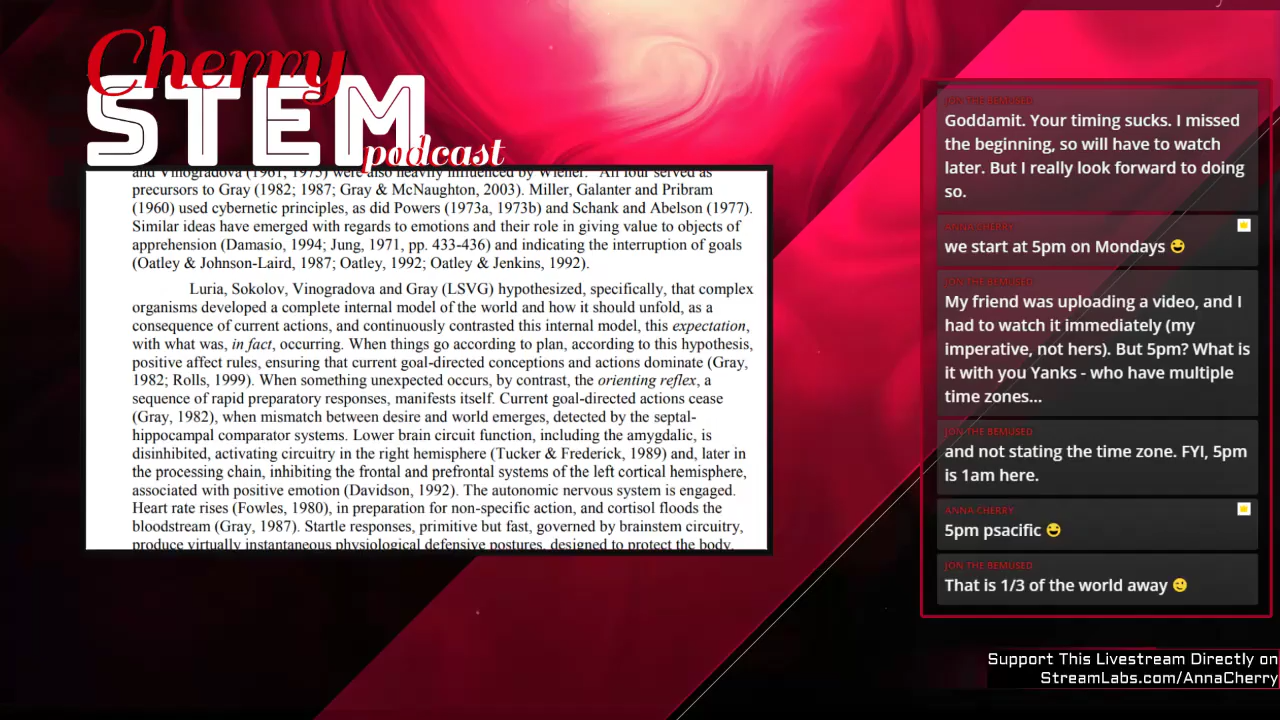 Cherry
STEM
podcast
and Vinogradova (1961, 1973) were also heavily influenced by Wiener. All four served as
precursors to Gray (1982; 1987; Gray & McNaughton, 2003). Miller, Galanter and Pribram
(1960) used cybernetic principles, as did Powers (1973a, 1973b) and Schank and Abelson (1977).
Similar ideas have emerged with regards to emotions and their role in giving value to objects of
apprehension (Damasio, 1994; Jung, 1971, pp. 433-436) and indicating the interruption of goals
(Oatley & Johnson-Laird, 1987; Oatley, 1992; Oatley & Jenkins, 1992).
Luria, Sokolov, Vinogradova and Gray (LSVG) hypothesized, specifically, that complex
organisms developed a complete internal model of the world and how it should unfold, as a
consequence of current actions, and continuously contrasted this internal model, this expectation,
with what was, in fact, occurring. When things go according to plan, according to this hypothesis,
positive affect rules, ensuring that current goal-directed conceptions and actions dominate (Gray,
1982; Rolls, 1999). When something unexpected occurs, by contrast, the orienting reflex, a
sequence of rapid preparatory responses, manifests itself. Current goal-directed actions cease
(Gray, 1982), when mismatch between desire and world emerges, detected by the septal-
hippocampal comparator systems. Lower brain circuit function, including the amygdalic, is
disinhibited, activating circuitry in the right hemisphere (Tucker & Frederick, 1989) and, later in
the processing chain, inhibiting the frontal and prefrontal systems of the left cortical hemisphere,
associated with positive emotion (Davidson, 1992). The autonomic nervous system is engaged.
Heart rate rises (Fowles, 1980), in preparation for non-specific action, and cortisol floods the
bloodstream (Gray, 1987). Startle responses, primitive but fast, governed by brainstem circuitry,
produce virtually instantaneous physiological defensive postures, designed to protect the body,
JON THE BEMUSED
Goddamit. Your timing sucks. I missed
the beginning, so will have to watch
later. But I really look forward to doing
so.
ANNA CHERRY
we start at 5pm on Mondays 😄
JON THE BEMUSED
My friend was uploading a video, and I
had to watch it immediately (my
imperative, not hers). But 5pm? What is
it with you Yanks - who have multiple
time zones...
JON THE BEMUSED
and not stating the time zone. FYI, 5pm
is 1am here.
ANNA CHERRY
5pm psacific 😄
JON THE BEMUSED
That is 1/3 of the world away 😉
Support This Livestream Directly on
StreamLabs.com/AnnaCherry